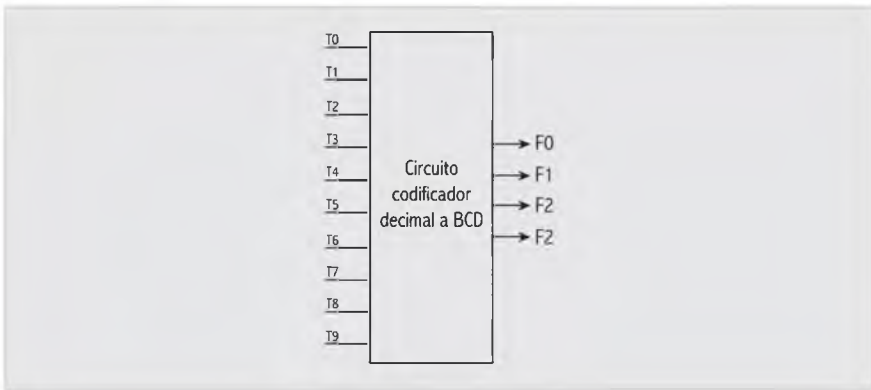 T0
T1
T2
T3
T4
T5
T6
T7
T8
T9
Circuito
codificador
decimal a BCD
F0
F1
F2
F2